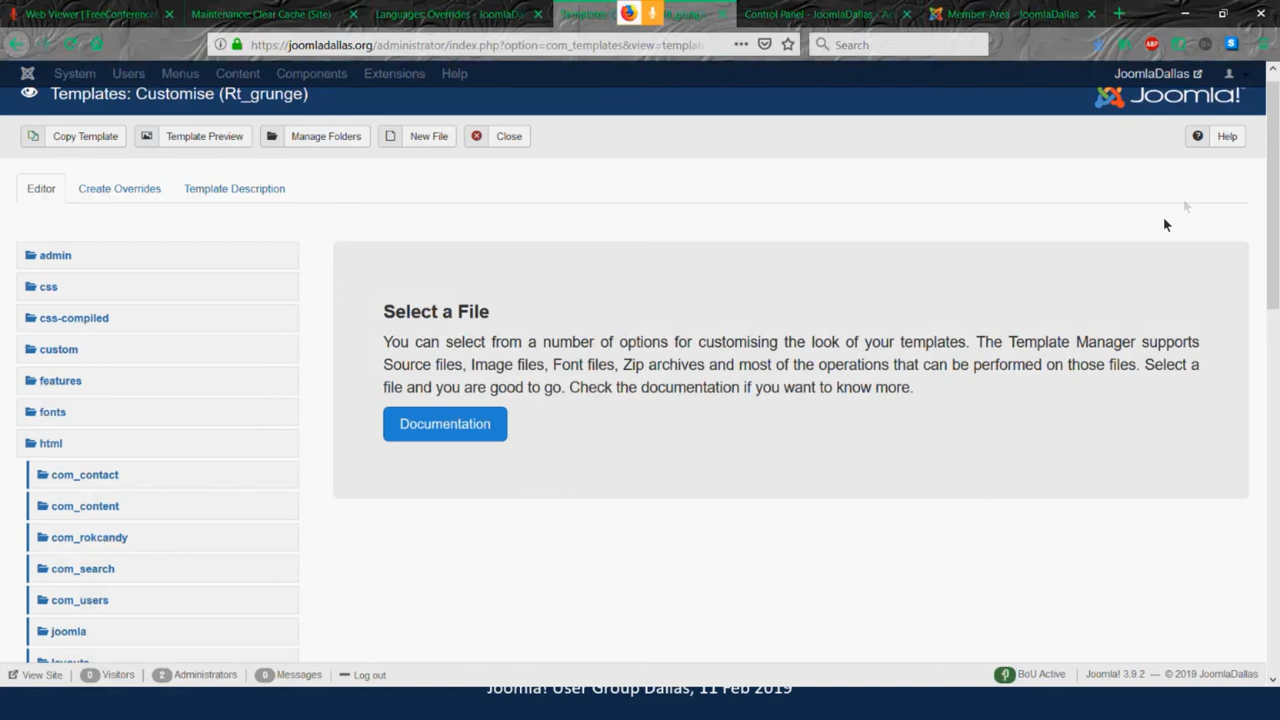 Web Viewer | FreeConference
Maintenance: Clear Cache (Site)
Languages: Overrides - JoomlaDa
Control Panel - JoomlaDallas - Ad
Member-Area - JoomlaDallas
https://joomladallas.org/administrator/index.php?option=com_templates&view=templa
Search
System Users Menus Content Components Extensions Help
JoomlaDallas
Templates: Customise (Rt_grunge)
Joomla!
Copy Template
Template Preview
Manage Folders
New File
Close
Help
Editor
Create Overrides
Template Description
admin
css
css-compiled
custom
features
fonts
html
com_contact
com_content
com_rokcandy
com_search
com_users
joomla
layouts
Select a File
You can select from a number of options for customising the look of your templates. The Template Manager supports
Source files, Image files, Font files, Zip archives and most of the operations that can be performed on those files. Select a
file and you are good to go. Check the documentation if you want to know more.
Documentation
View Site 0 Visitors 2 Administrators 0 Messages Log out
BoU Active Joomla! 3.9.2 — © 2019 JoomlaDallas
Joomla! User Group Dallas, 11 Feb 2019